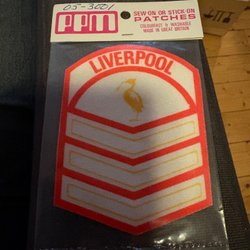 05-3001
PPM
SEW-ON OR STICK-ON
PATCHES
COLOURFAST & WASHABLE
MADE IN GREAT BRITAIN
LIVERPOOL